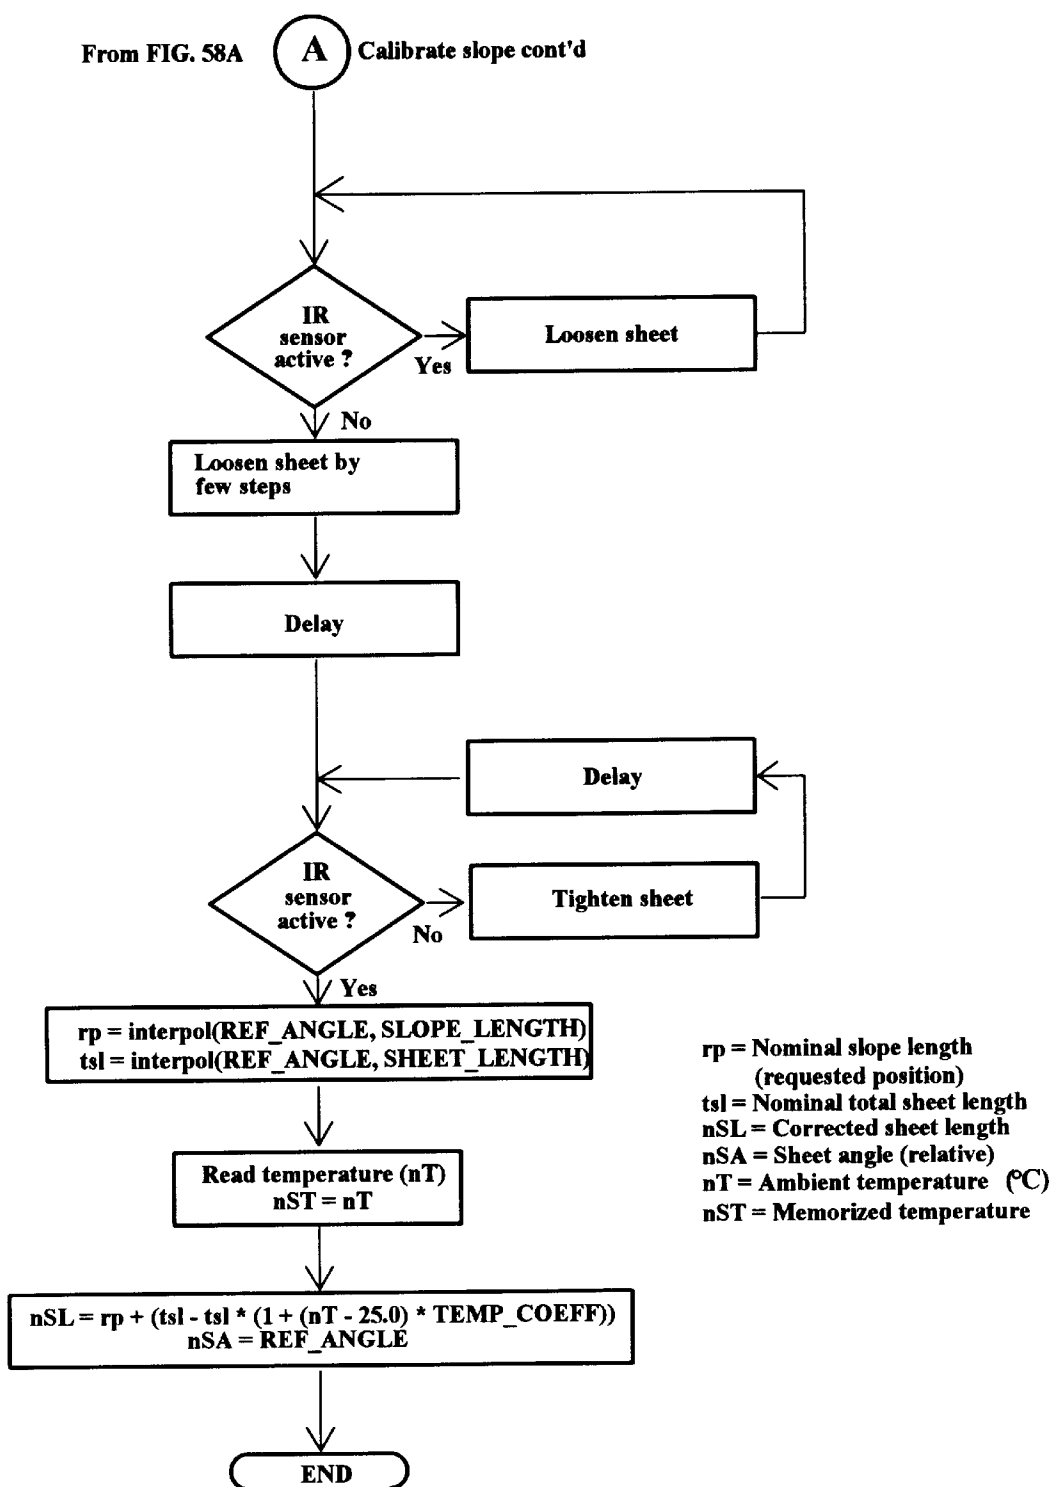 From FIG. 58A
A
Calibrate slope cont'd
IR
sensor
active ?
Yes
Loosen sheet
No
Loosen sheet by
few steps
Delay
Delay
IR
sensor
active ?
No
Tighten sheet
Yes
rp = interpol(REF_ANGLE, SLOPE_LENGTH)
tsl = interpol(REF_ANGLE, SHEET_LENGTH)
rp = Nominal slope length
(requested position)
tsl = Nominal total sheet length
nSL = Corrected sheet length
nSA = Sheet angle (relative)
nT = Ambient temperature (°C)
nST = Memorized temperature
Read temperature (nT)
nST = nT
nSL = rp + (tsl - tsl * (1 + (nT - 25.0) * TEMP_COEFF))
nSA = REF_ANGLE
END